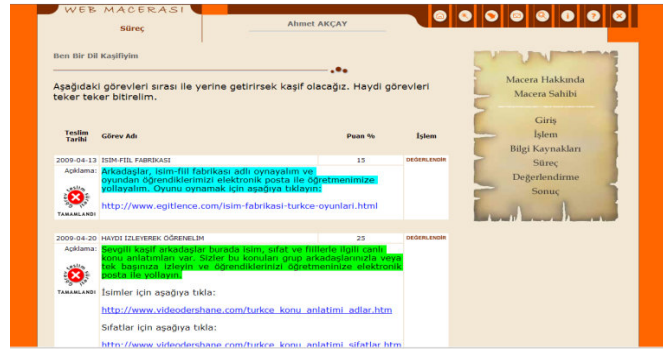 WEB MACERASI
Süreç
Ahmet AKÇAY
Ben Bir Dil Kaşifiyim
Aşağıdaki görevleri sırası ile yerine getirirsek kaşif olacağız. Haydi görevleri
teker teker bitirelim.
Teslim Tarihi Görev Adı Puan % İşlem
2009-04-13 İSİM-FİİL FABRİKASI 15 DEĞERLENDİR
Açıklama: Arkadaşlar, isim-fiil fabrikası adlı oynayalım ve
oyundan öğrendiklerimizi elektronik posta ile öğretmenimize
yollayalım. Oyunu oynamak için aşağıya tıklayın:
http://www.egitlence.com/isim-fabrikasi-turkce-oyunlari.html
TAMAMLANDI
2009-04-20 HAYDI İZLEYEREK ÖĞRENELİM 25 DEĞERLENDİR
Açıklama: Sevgili kaşif arkadaşlar burada isim, sıfat ve fiillerle ilgili canlı
konu anlatımları var. Sizler bu konuları grup arkadaşlarınızla veya
tek başınıza izleyin ve öğrendiklerinizi öğretmeninize elektronik
posta ile yollayın.
TAMAMLANDI
İsimler için aşağıya tıkla:
http://www.videodershane.com/turkce_konu_anlatimi_adlar.htm
Sıfatlar için aşağıya tıkla:
http://www.videodershane.com/turkce_konu_anlatimi_sifatlar.htm
Macera Hakkında
Macera Sahibi
Giriş
İşlem
Bilgi Kaynakları
Süreç
Değerlendirme
Sonuç